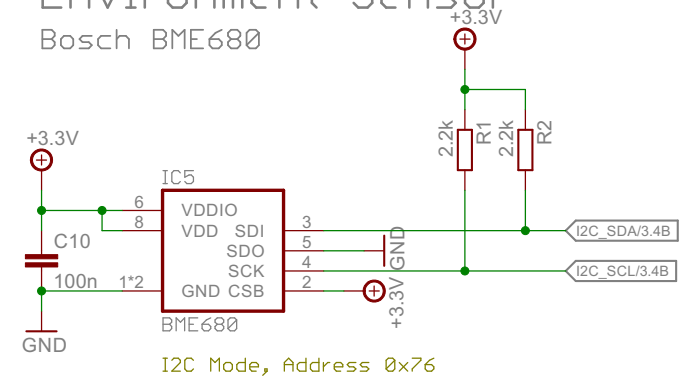 Environment Sensor
Bosch BME680
+3.3V
2.2k
R1
2.2k
R2
+3.3V
IC5
6
VDDIO
8
VDD
SDI
3
I2C_SDA/3.4B
C10
SDO
5
GND
SCK
4
I2C_SCL/3.4B
100n
1*2
GND
CSB
2
+3.3V
BME680
GND
I2C Mode, Address 0x76